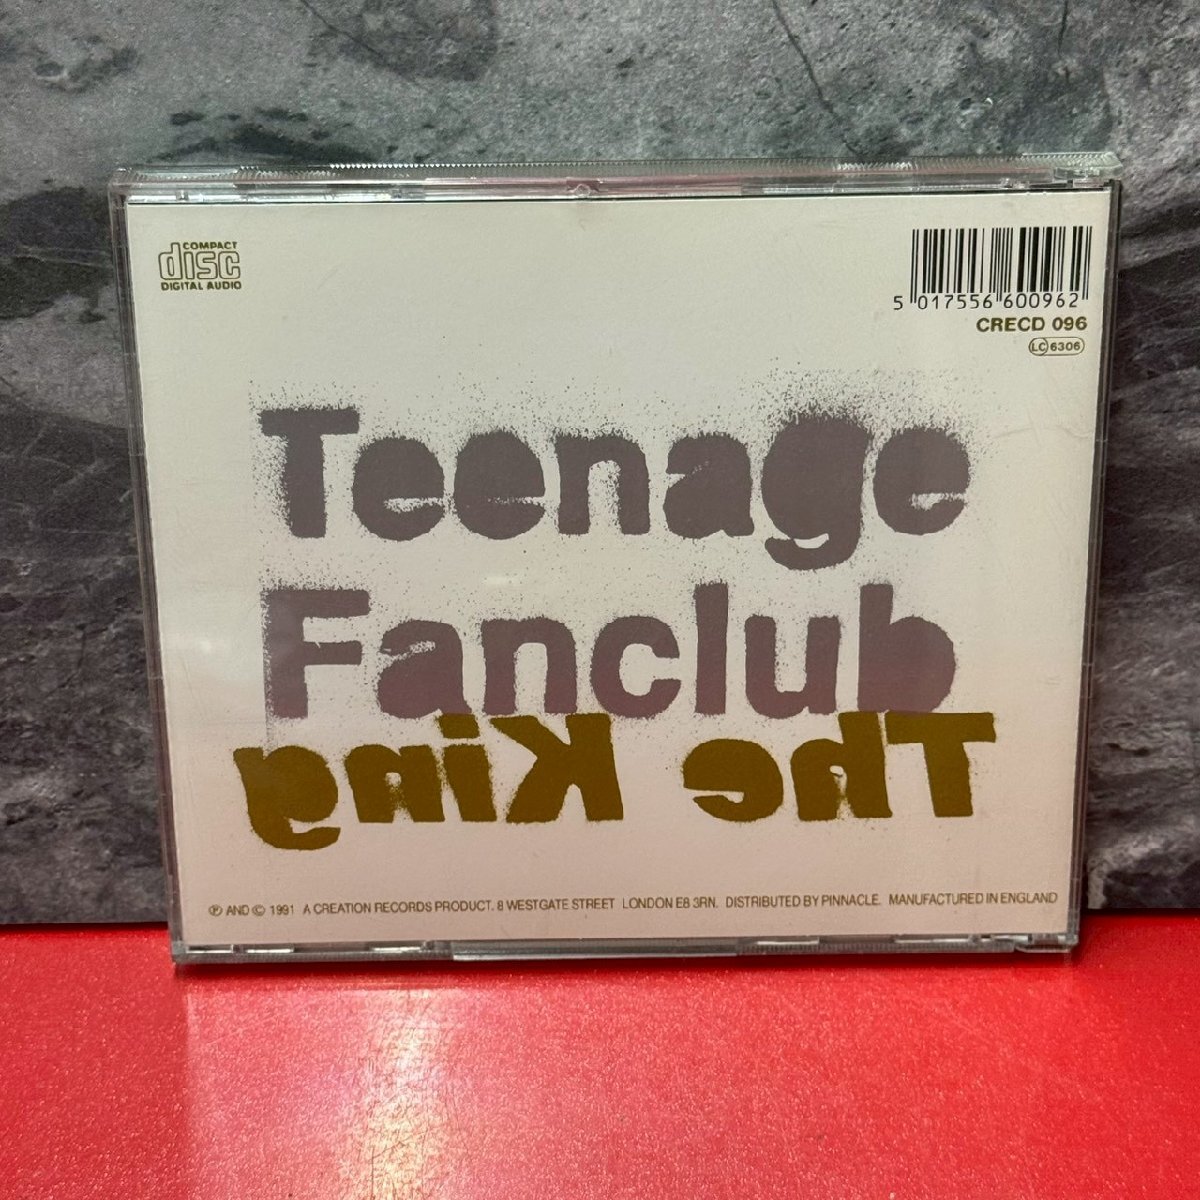 COMPACT
disc
DIGITAL AUDIO
5 017556 600962
CRECD 096
LC 6306
Teenage
Fanclub
The King
℗ AND © 1991 A CREATION RECORDS PRODUCT. 8 WESTGATE STREET LONDON E8 3RN. DISTRIBUTED BY PINNACLE. MANUFACTURED IN ENGLAND